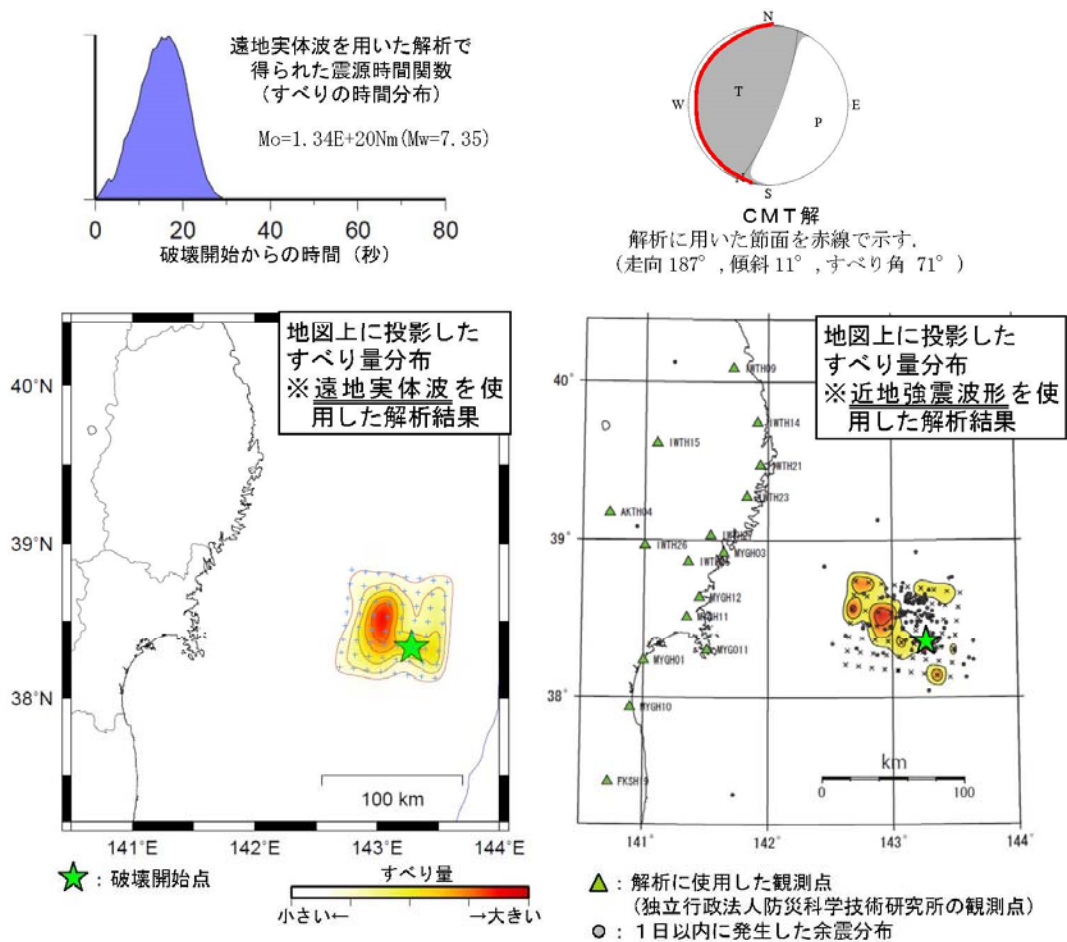 遠地実体波を用いた解析で
得られた震源時間関数
(すべりの時間分布)
Mo=1.34E+20Nm(Mw=7.35)
0 20 40 60 80
破壊開始からの時間（秒）
N
W
T
P
E
N
S
CMT解
解析に用いた節面を赤線で示す.
(走向187°,傾斜11°,すべり角 71°)
地図上に投影した
すべり量分布
※遠地実体波を使
用した解析結果
40°N
39°N
38°N
100 km
141°E 142°E 143°E 144°E
★：破壊開始点
すべり量
小さい← →大きい
地図上に投影した
すべり量分布
※近地強震波形を使
用した解析結果
40°
39°
38°
IWTH09
IWTH14
IWTH15
IWTH21
IWTH23
AKTH04
IWTH27
IWTH26
MYGH03
MYGH12
MYGH11
MYG011
MYGH01
MYGH10
FKSH19
km
0 100
141° 142° 143° 144°
▲：解析に使用した観測点
(独立行政法人防災科学技術研究所の観測点)
●：１日以内に発生した余震分布